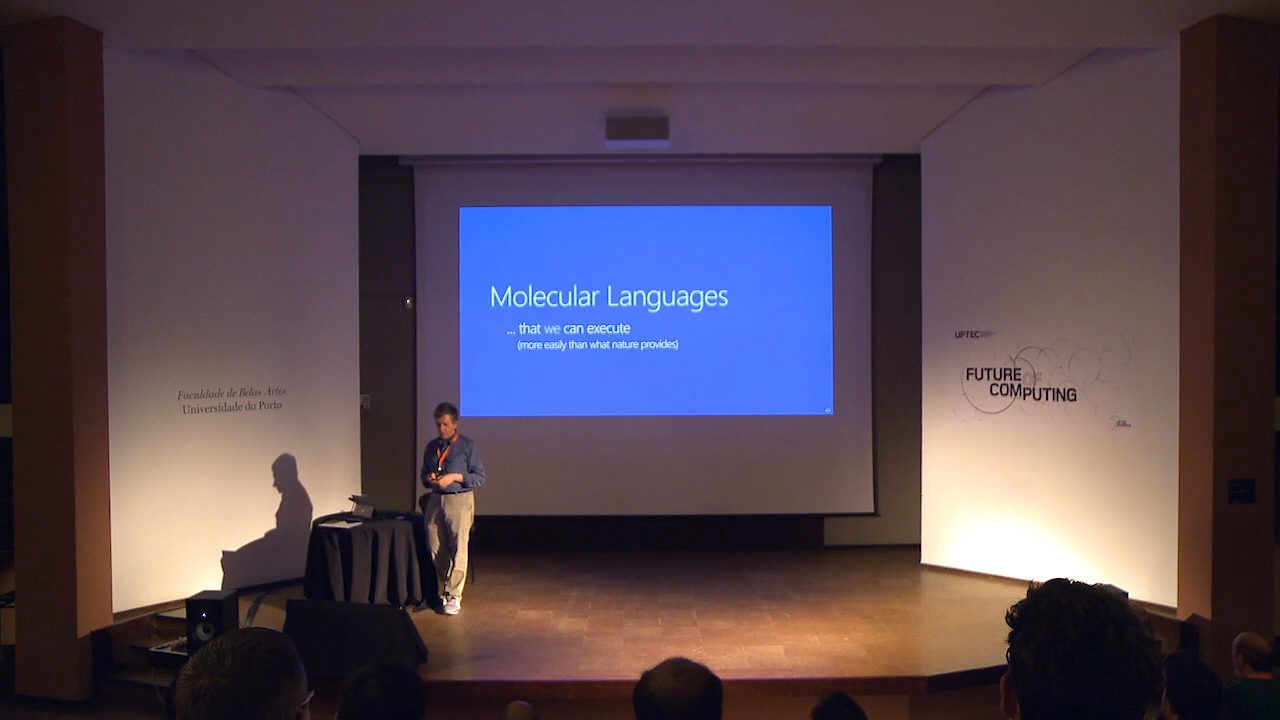 Molecular Languages
... that we can execute
(more easily than what nature provides)
Faculdade de Belas Artes
Universidade do Porto
UPTEC
FUTURE OF
COMPUTING